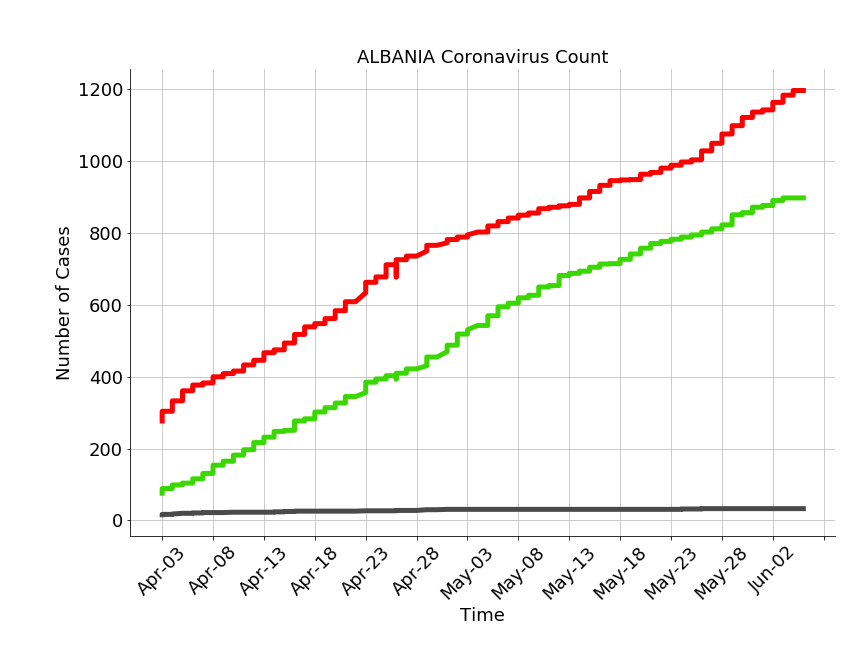 ALBANIA Coronavirus Count
1200
1000
800
600
400
200
0
Number of Cases
Apr-03
Apr-08
Apr-13
Apr-18
Apr-23
Apr-28
May-03
May-08
May-13
May-18
May-23
May-28
Jun-02
Time